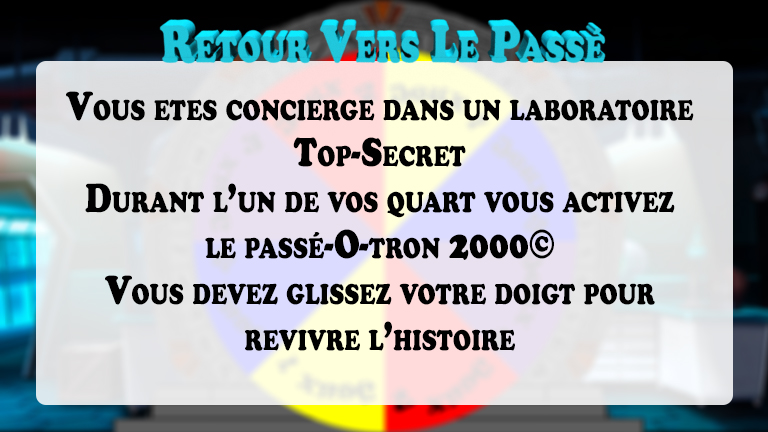 Retour Vers Le Passè
Vous etes concierge dans un laboratoire
Top-Secret
Durant l'un de vos quart vous activez
le passé-O-tron 2000©
Vous devez glissez votre doigt pour
revivre l'histoire